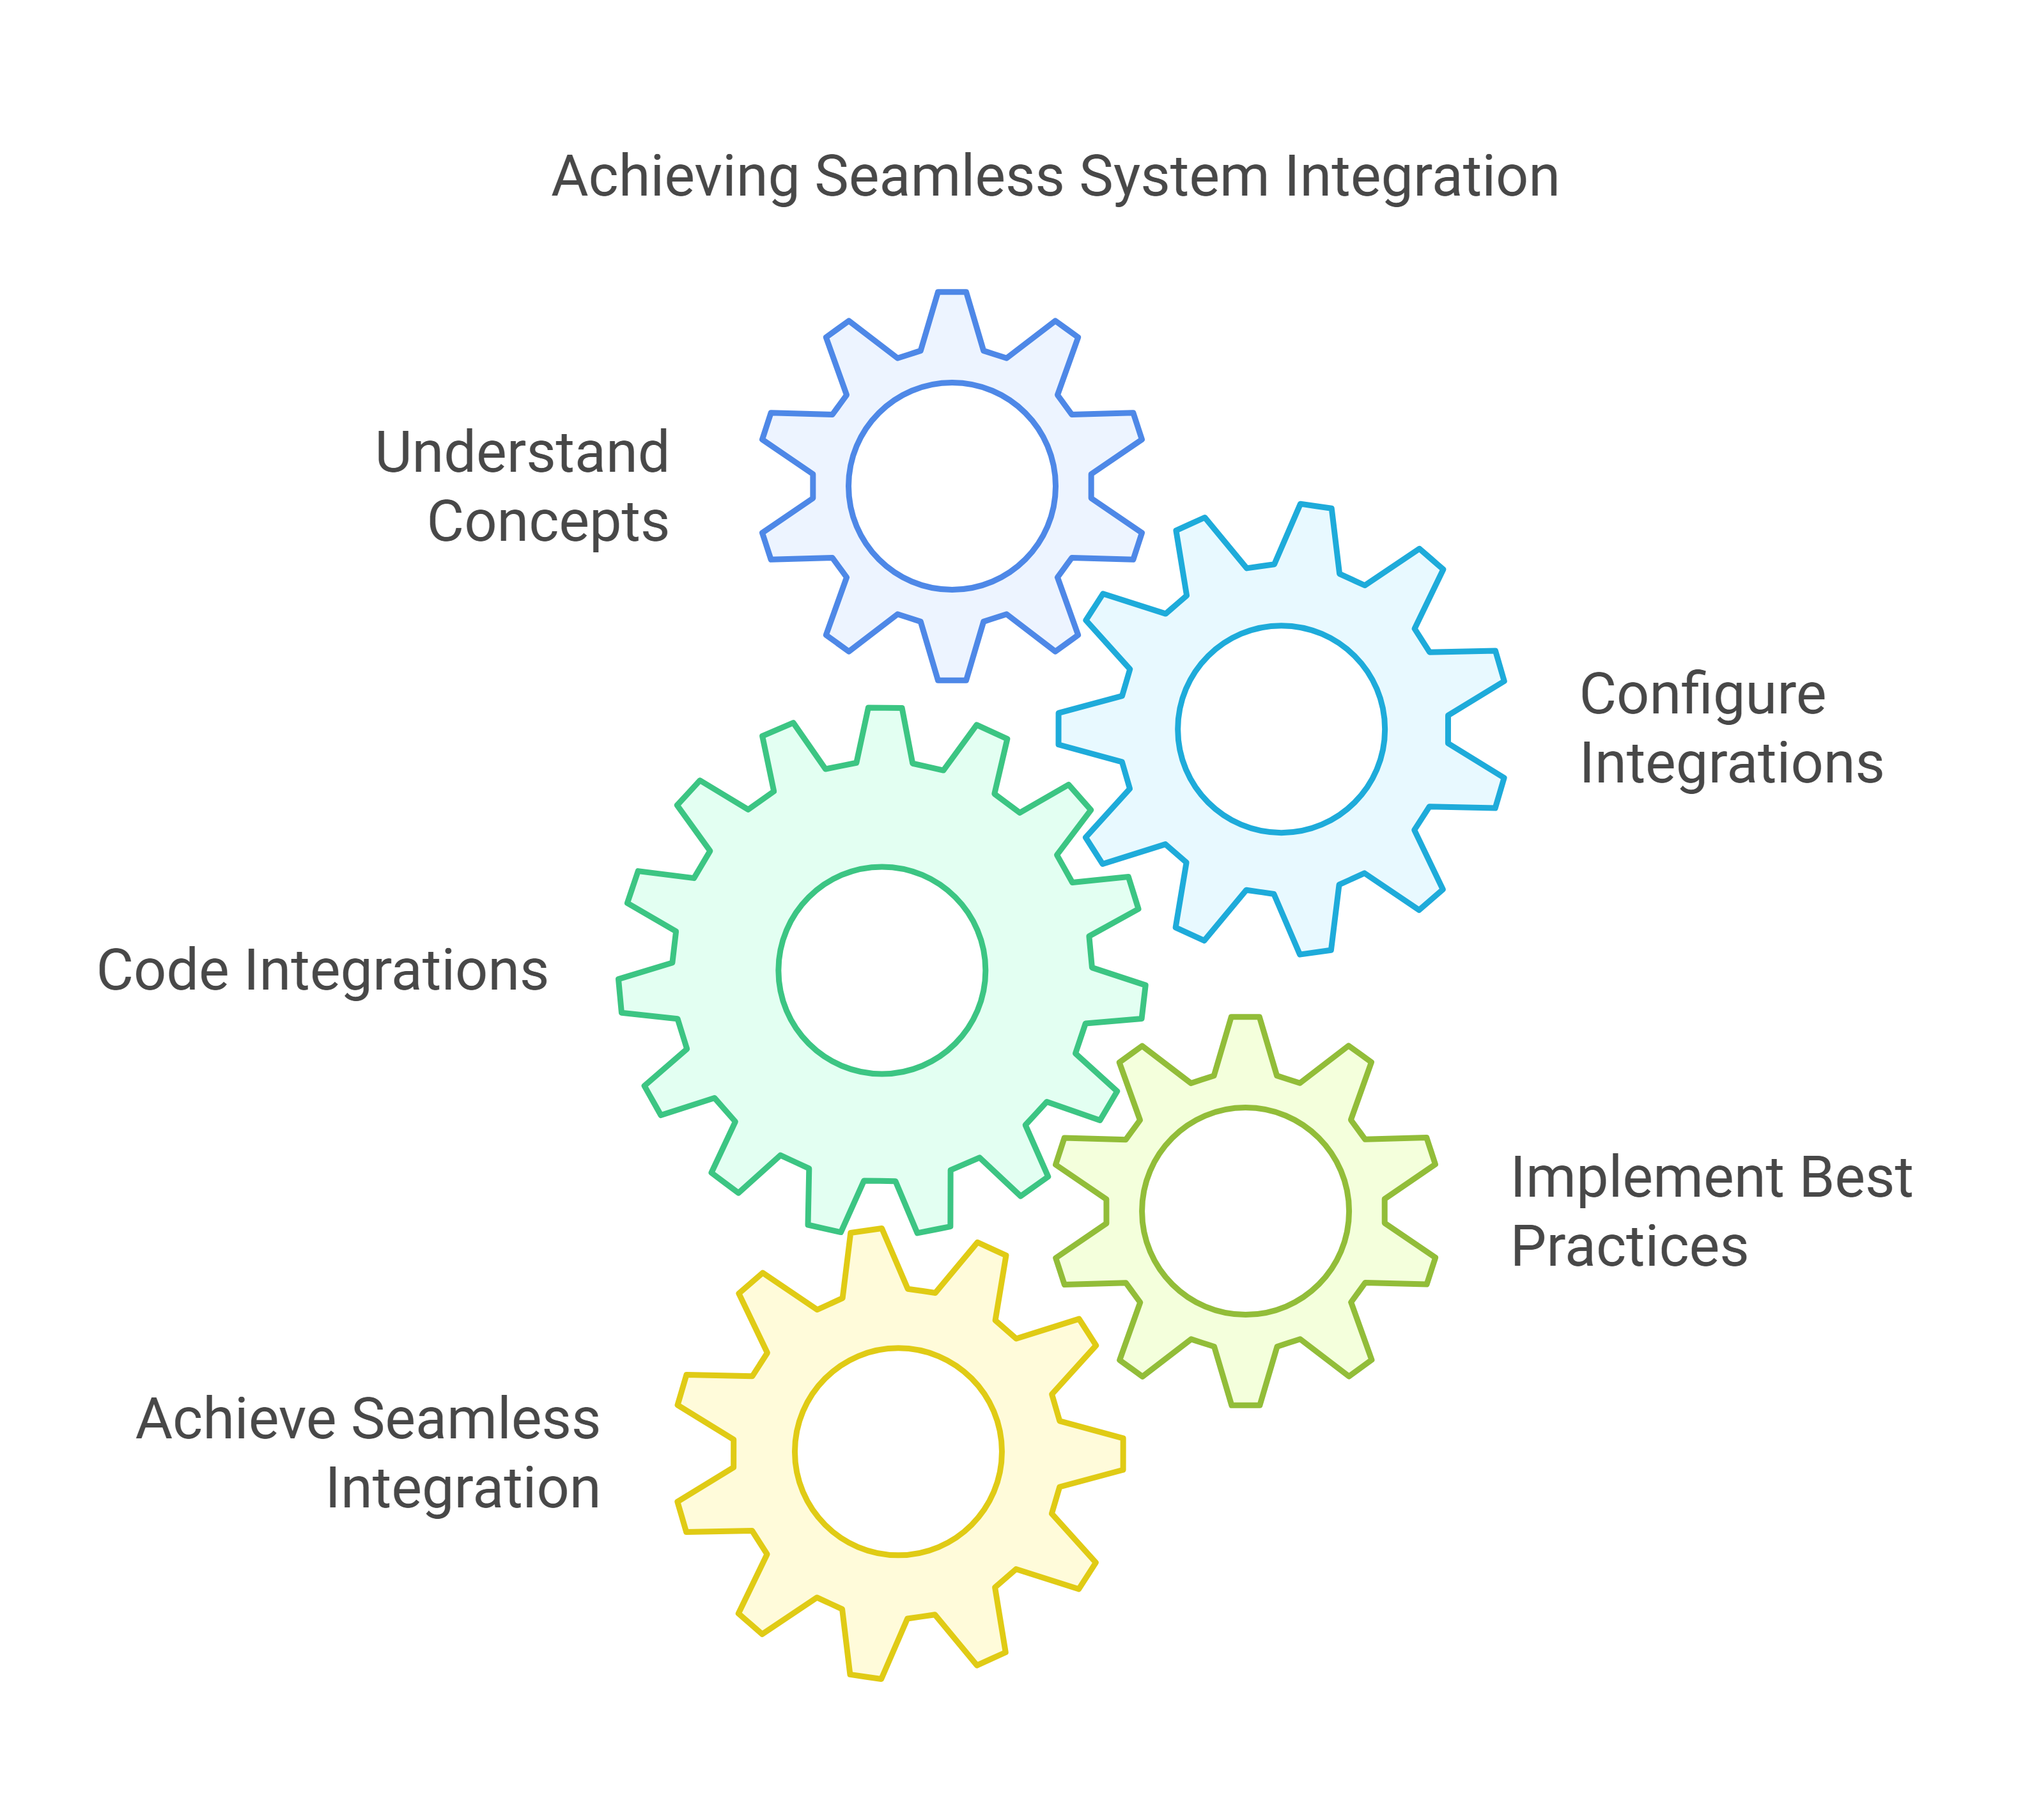 Achieving Seamless System Integration
Understand
Concepts
Configure
Integrations
Code Integrations
Implement Best
Practices
Achieve Seamless
Integration